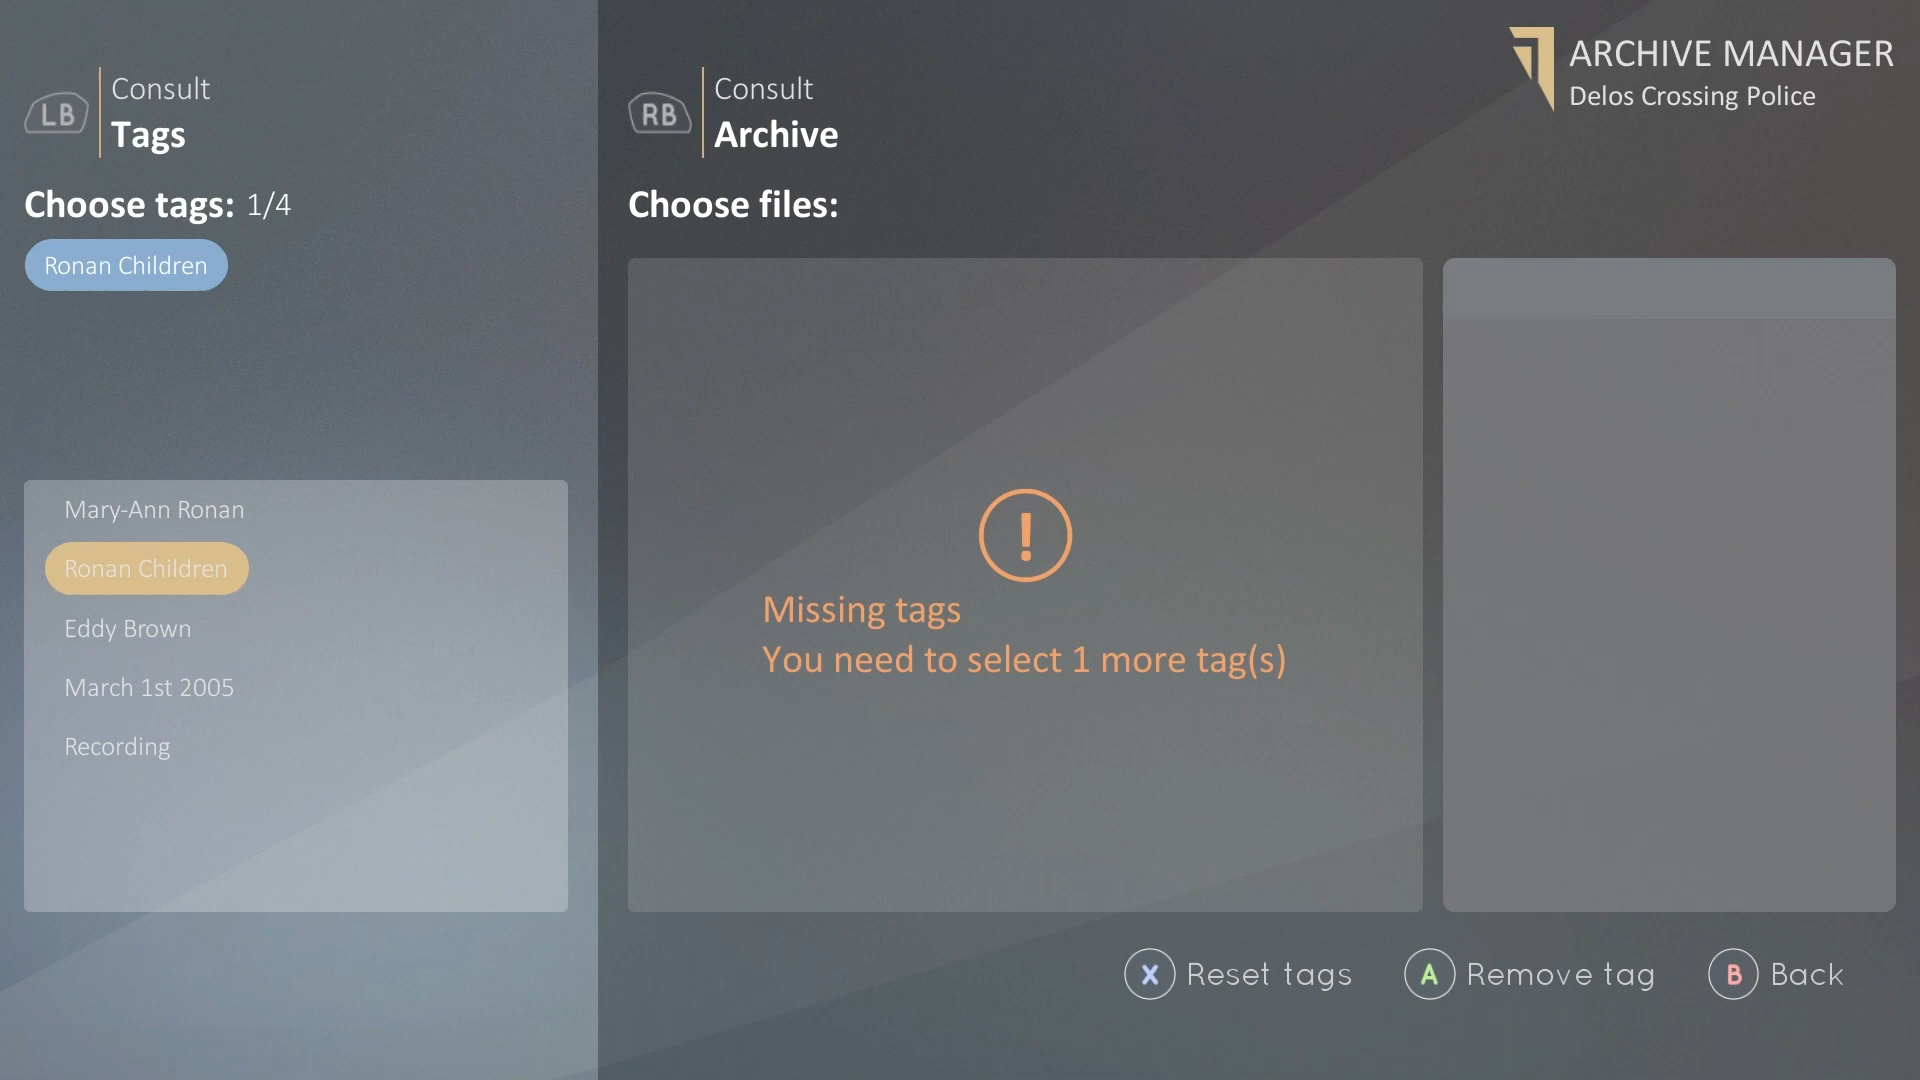 LB
Consult
Tags
Choose tags: 1/4
Ronan Children
Mary-Ann Ronan
Ronan Children
Eddy Brown
March 1st 2005
Recording
RB
Consult
Archive
Choose files:
!
Missing tags
You need to select 1 more tag(s)
ARCHIVE MANAGER
Delos Crossing Police
X Reset tags
A Remove tag
B Back